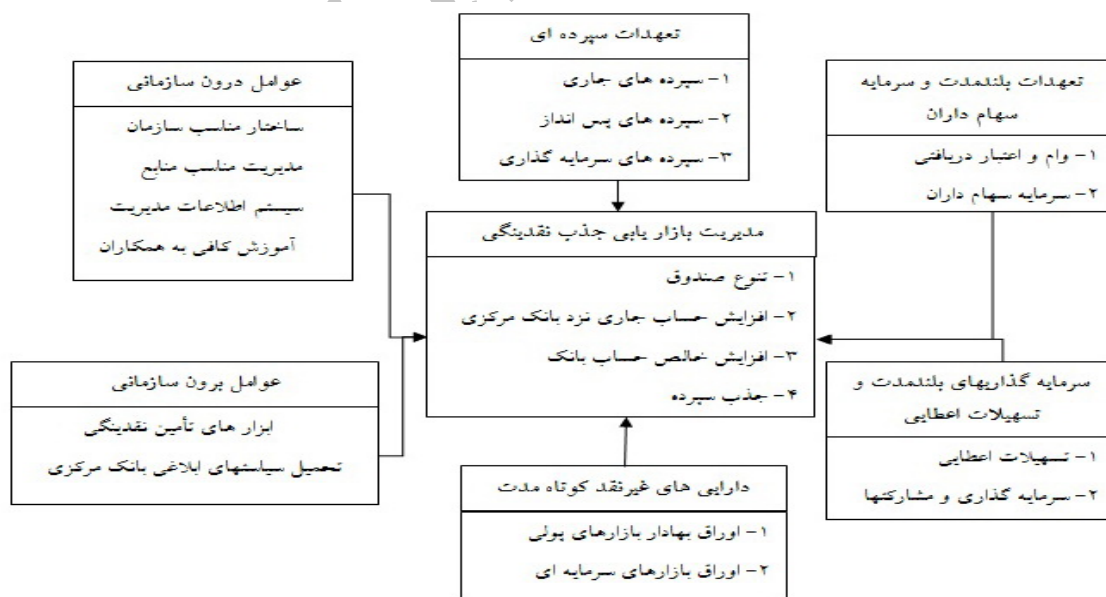 تعهدات سپرده ای
۱- سپرده های جاری
۲- سپرده های پس انداز
۳- سپرده های سرمایه گذاری
تعهدات بلندمدت و سرمایه
سهام داران
۱- وام و اعتبار دریافتی
۲- سرمایه سهام داران
عوامل درون سازمانی
ساختار مناسب سازمان
مدیریت مناسب منابع
سیستم اطلاعات مدیریت
آموزش کافی به همکاران
مدیریت بازار یابی جذب نقدینگی
۱- تنوع صندوق
۲- افزایش حساب جاری نزد بانک مرکزی
۳- افزایش خالص حساب بانک
۴- جذب سپرده
سرمایه گذاریهای بلندمدت و
تسهیلات اعطایی
۱- تسهیلات اعطایی
۲- سرمایه گذاری و مشارکتها
عوامل برون سازمانی
ابزار های تأمین نقدینگی
تحمیل سیاستهای ابلاغی بانک مرکزی
دارایی های غیرنقد کوتاه مدت
۱- اوراق بهادار بازارهای پولی
۲- اوراق بازارهای سرمایه ای